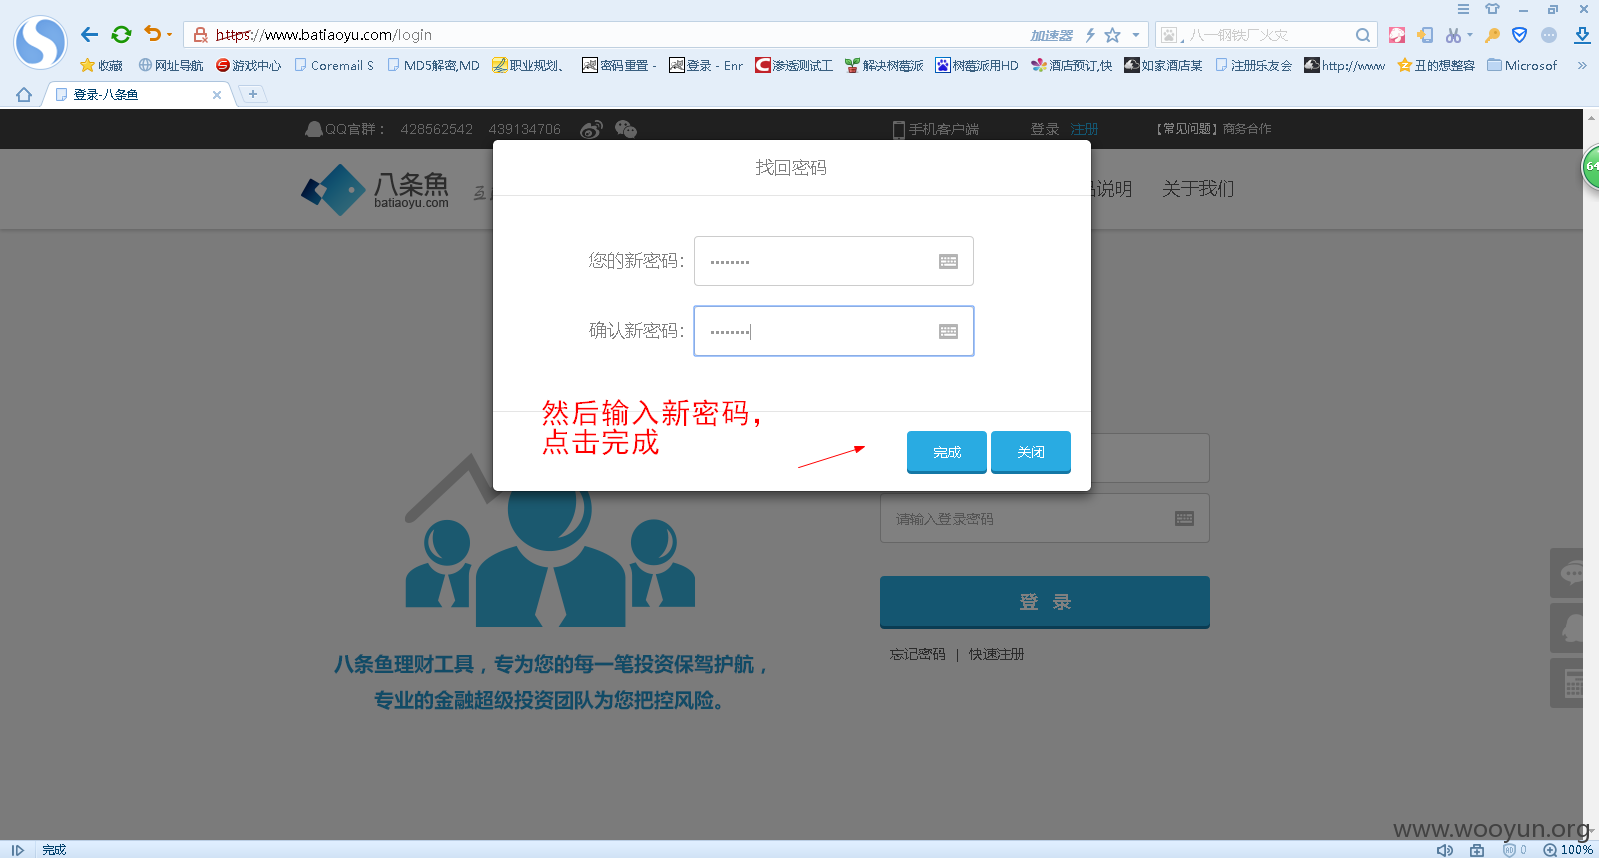 https://www.batiaoyu.com/login
加速器
八一钢铁厂火灾
收藏
网址导航
游戏中心
Coremail S
MD5解密,MD
职业规划、
密码重置 -
登录 - Enr
渗透测试工
解决树莓派
树莓派用HD
酒店预订,快
如家酒店某
注册乐友会
http://www
丑的想整容
Microsof
登录-八条鱼
QQ官群： 428562542 439134706
手机客户端
登录 注册
【常见问题】商务合作
八条鱼
batiaoyu.com
品说明 关于我们
64
找回密码
您的新密码:
确认新密码:
然后输入新密码，
点击完成
完成 关闭
请输入登录密码
登 录
忘记密码 | 快速注册
八条鱼理财工具，专为您的每一笔投资保驾护航，
专业的金融超级投资团队为您把控风险。
www.wooyun.org
完成
0
100%